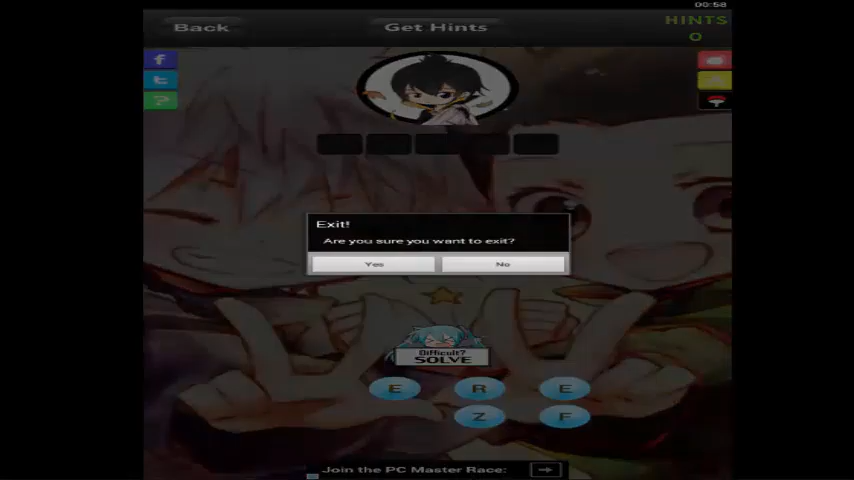 00:58
Back
Get Hints
HINTS
0
f
t
?
Exit!
Are you sure you want to exit?
Yes
No
Difficult?
SOLVE
E R E
Z F
Join the PC Master Race: